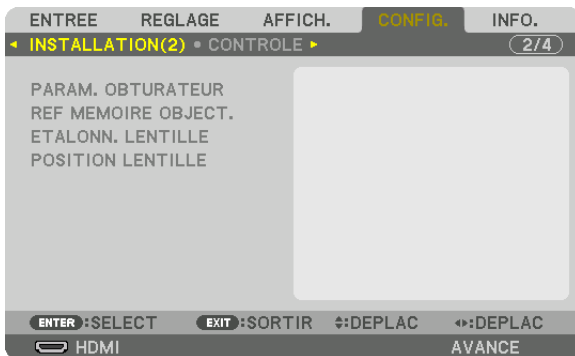 ENTREE REGLAGE AFFICH. CONFIG. INFO.
◂ INSTALLATION(2) • CONTROLE ▸ 2/4
PARAM. OBTURATEUR
REF MEMOIRE OBJECT.
ETALONN. LENTILLE
POSITION LENTILLE
ENTER :SELECT EXIT :SORTIR ♦:DEPLAC ◂▸:DEPLAC
HDMI AVANCE